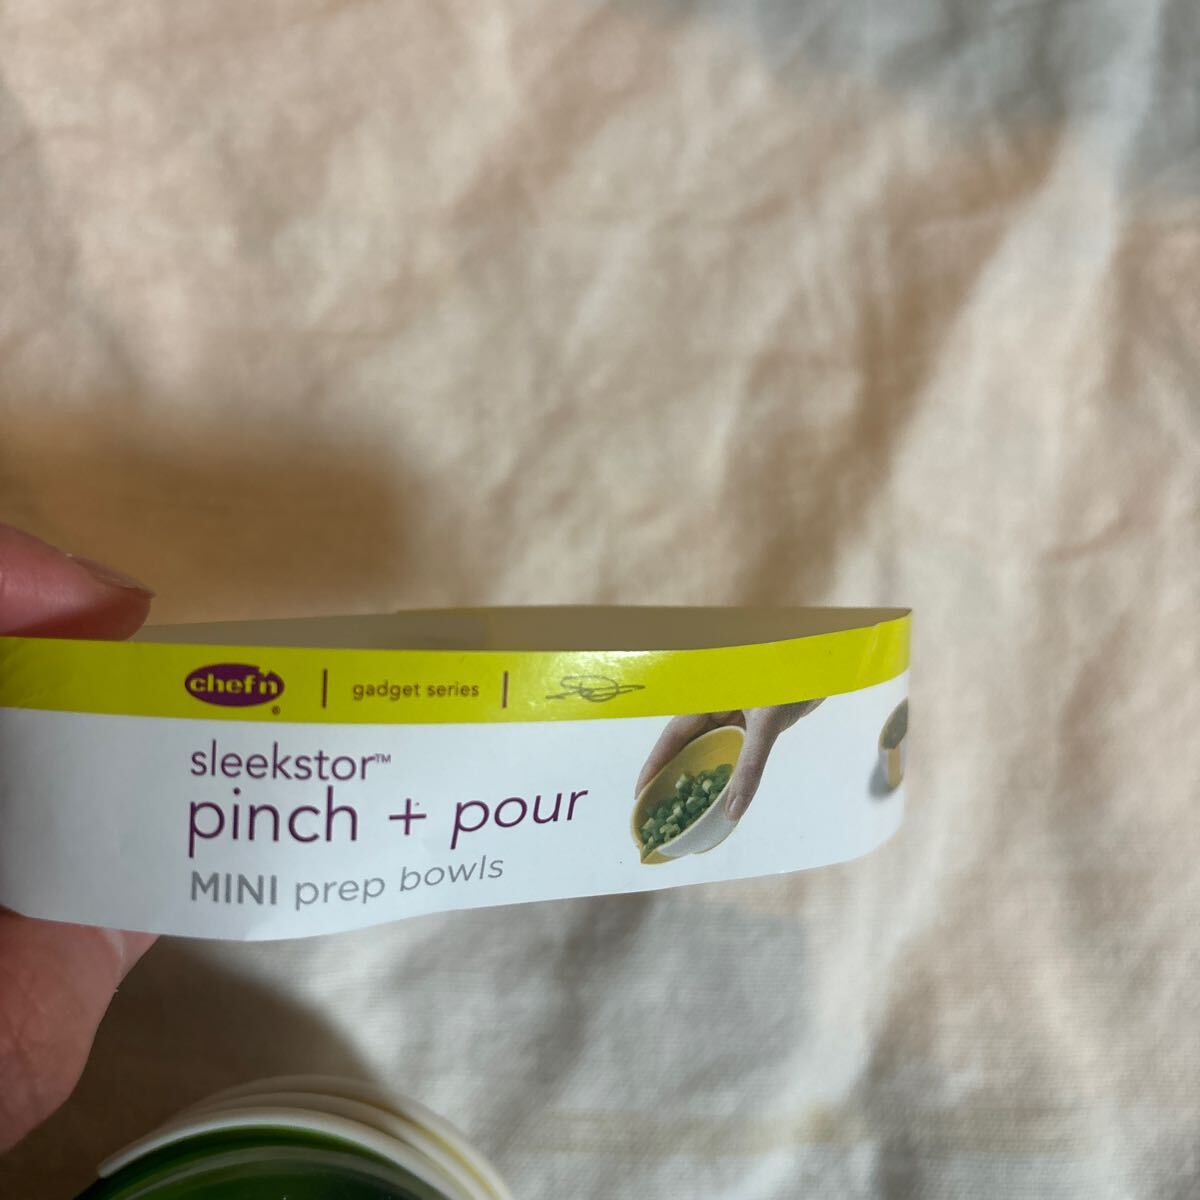 chef'n® | gadget series |
sleekstor™
pinch + pour
MINI prep bowls